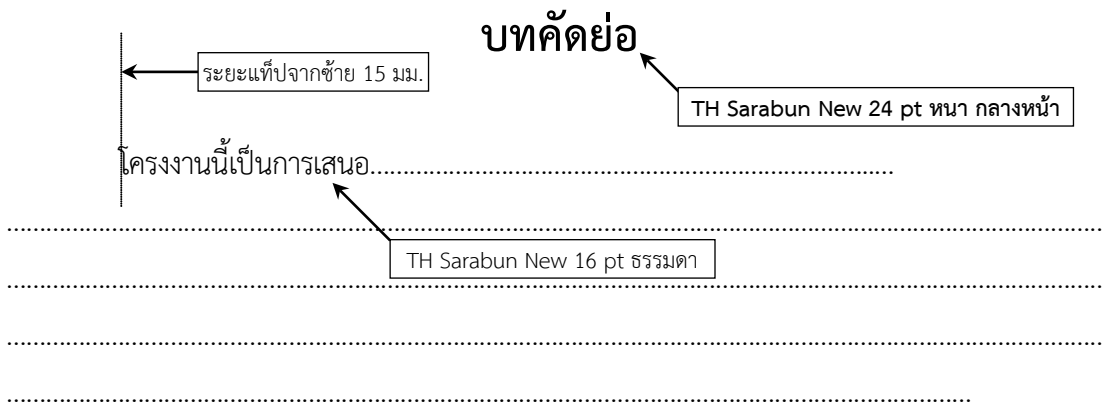 บทคัดย่อ
ระยะแท็ปจากซ้าย 15 มม.
TH Sarabun New 24 pt หนา กลางหน้า
โครงงานนี้เป็นการเสนอ................................................................................
........................................................................................................................................................................
TH Sarabun New 16 pt ธรรมดา
........................................................................................................................................................................
........................................................................................................................................................................
....................................................................................................................................................